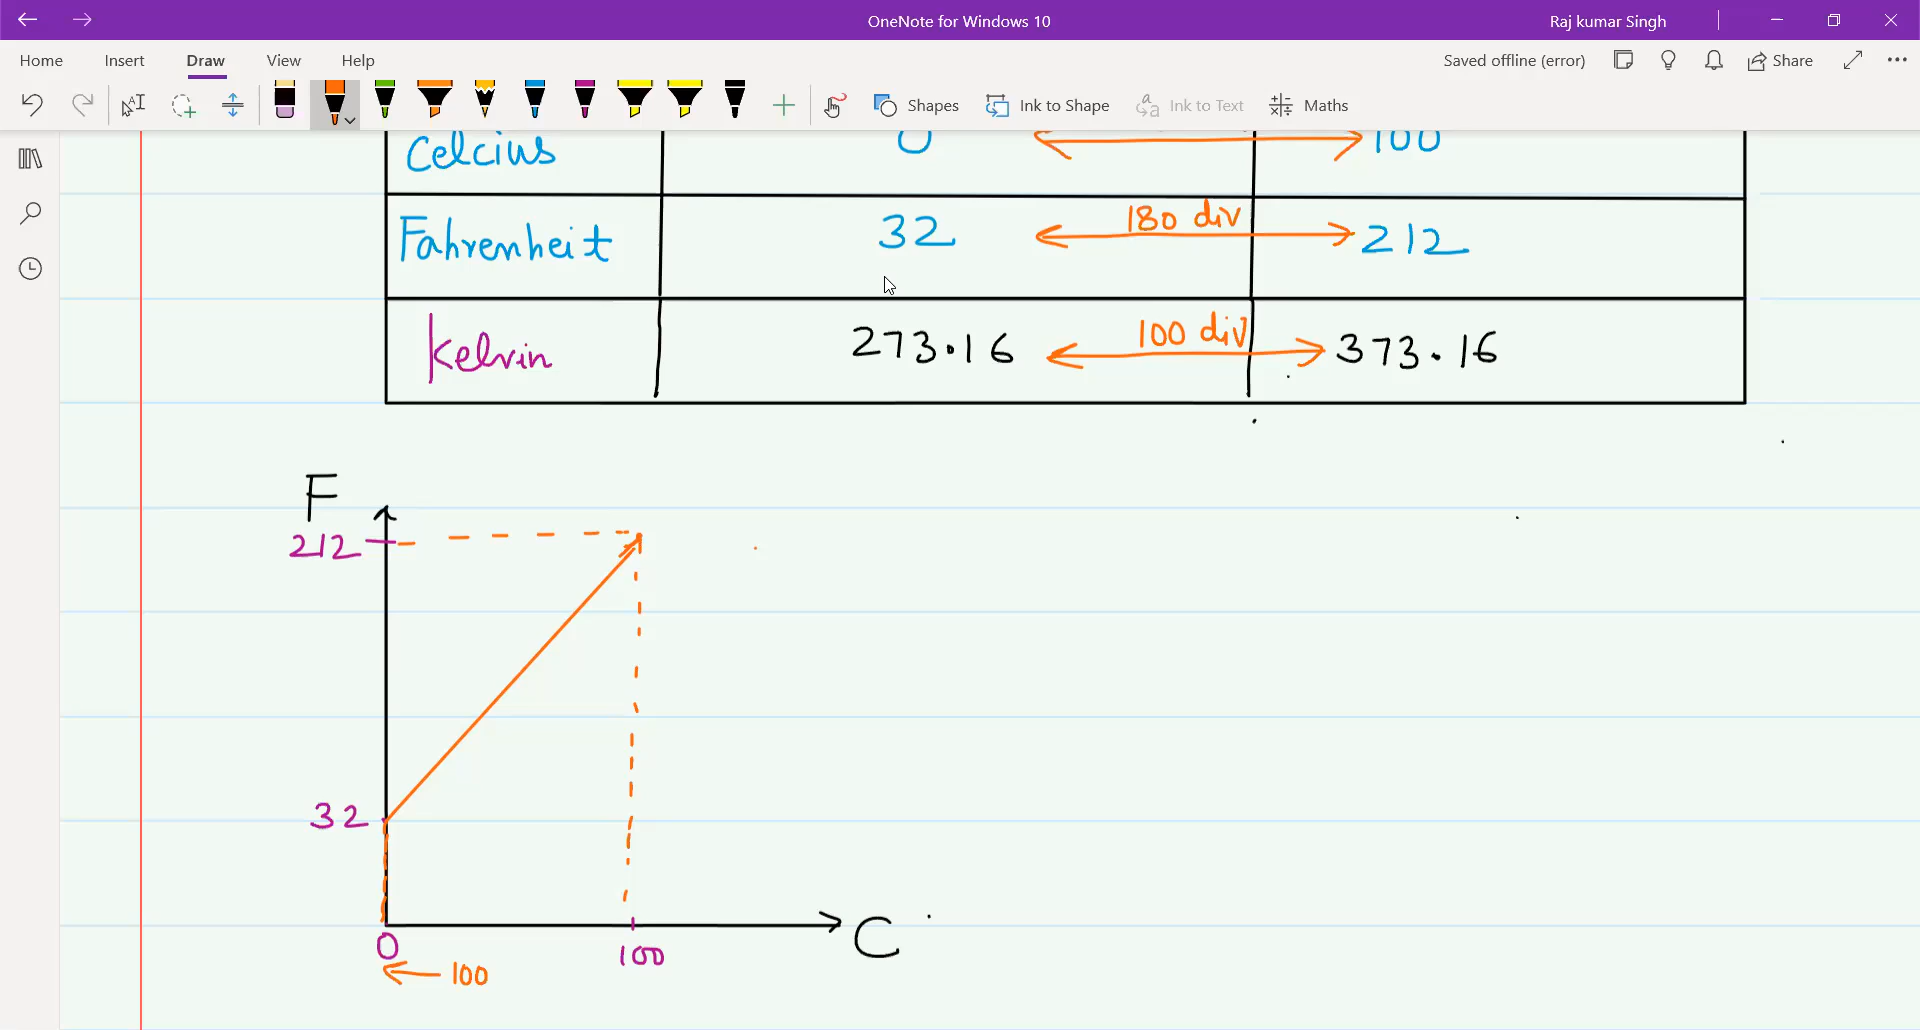 OneNote for Windows 10 Raj kumar Singh
Home Insert Draw View Help Saved offline (error) Share
Shapes Ink to Shape Ink to Text Maths
Celcius 0 100
Fahrenheit 32 180 div 212
Kelvin 273.16 100 div 373.16
F
212
32
0 100 C
100